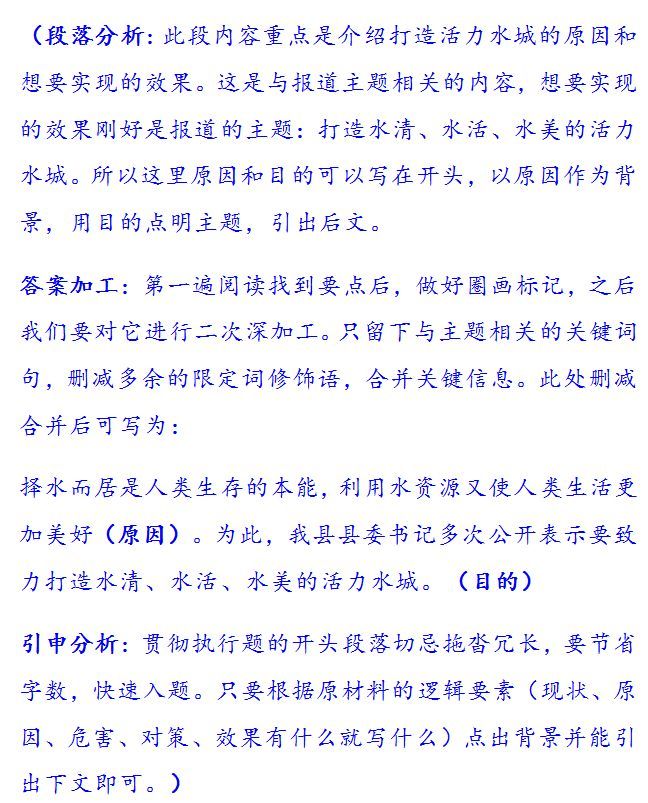 （段落分析：此段内容重点是介绍打造活力水城的原因和
想要实现的效果。这是与报道主题相关的内容，想要实现
的效果刚好是报道的主题：打造水清、水活、水美的活力
水城。所以这里原因和目的可以写在开头，以原因作为背
景，用目的点明主题，引出后文。
答案加工：第一遍阅读找到要点后，做好圈画标记，之后
我们要对它进行二次深加工。只留下与主题相关的关键词
句，删减多余的限定词修饰语，合并关键信息。此处删减
合并后可写为：
择水而居是人类生存的本能，利用水资源又使人类生活更
加美好（原因）。为此，我县县委书记多次公开表示要致
力打造水清、水活、水美的活力水城。（目的）
引申分析：贯彻执行题的开头段落切忌拖沓冗长，要节省
字数，快速入题。只要根据原材料的逻辑要素（现状、原
因、危害、对策、效果有什么就写什么）点出背景并能引
出下文即可。）